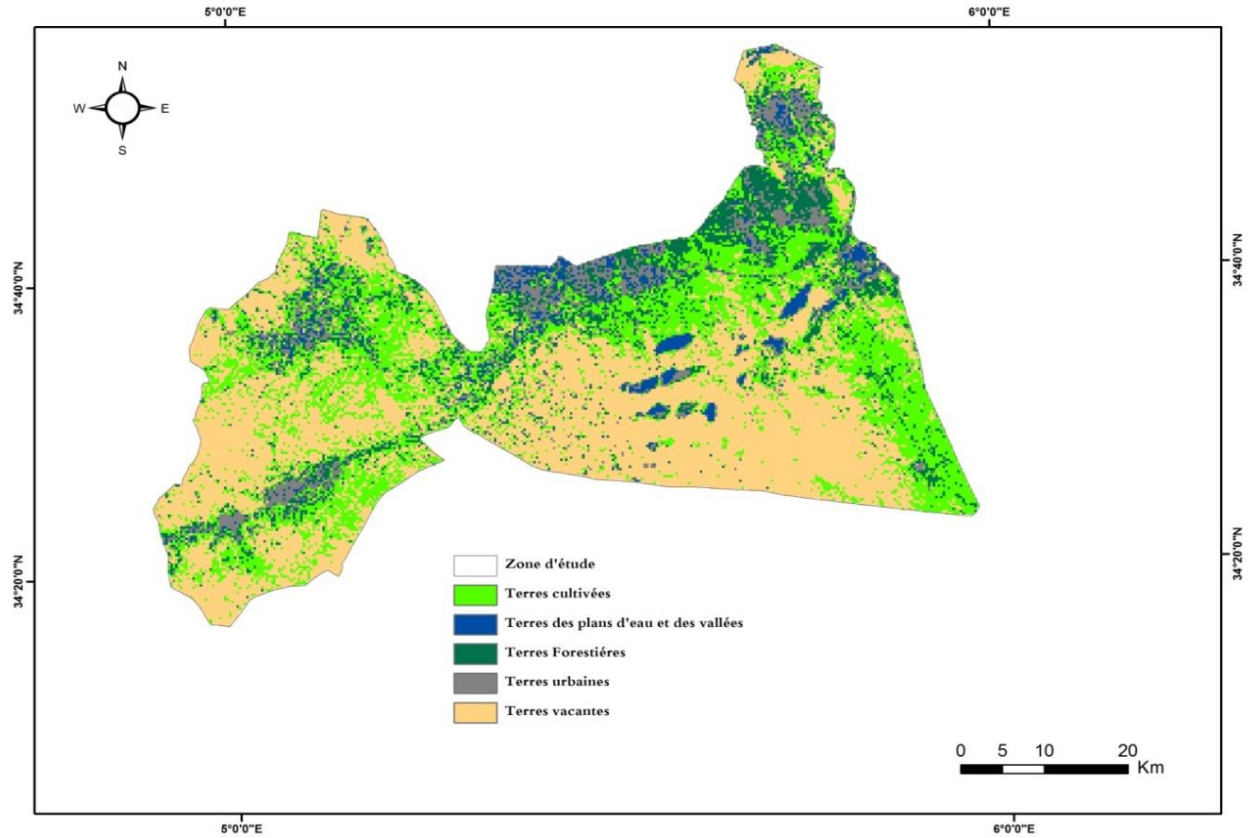 5°0'0"E 6°0'0"E
N
W E
S
34°40'0"N 34°40'0"N
34°20'0"N 34°20'0"N
Zone d'étude
Terres cultivées
Terres des plans d'eau et des vallées
Terres Forestiéres
Terres urbaines
Terres vacantes
0 5 10 20
Km
5°0'0"E 6°0'0"E